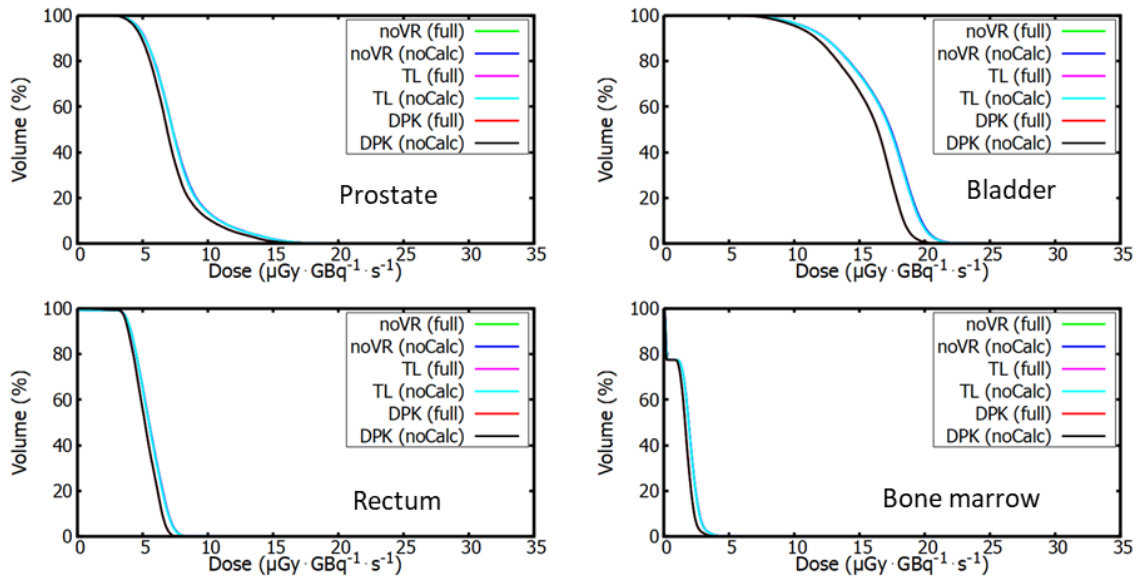 100
80
60
40
20
0
Volume (%)
noVR (full)
noVR (noCalc)
TL (full)
TL (noCalc)
DPK (full)
DPK (noCalc)
Prostate
0 5 10 15 20 25 30 35
Dose (µGy·GBq⁻¹·s⁻¹)
100
80
60
40
20
0
Volume (%)
noVR (full)
noVR (noCalc)
TL (full)
TL (noCalc)
DPK (full)
DPK (noCalc)
Bladder
0 5 10 15 20 25 30 35
Dose (µGy·GBq⁻¹·s⁻¹)
100
80
60
40
20
0
Volume (%)
noVR (full)
noVR (noCalc)
TL (full)
TL (noCalc)
DPK (full)
DPK (noCalc)
Rectum
0 5 10 15 20 25 30 35
Dose (µGy·GBq⁻¹·s⁻¹)
100
80
60
40
20
0
Volume (%)
noVR (full)
noVR (noCalc)
TL (full)
TL (noCalc)
DPK (full)
DPK (noCalc)
Bone marrow
0 5 10 15 20 25 30 35
Dose (µGy·GBq⁻¹·s⁻¹)